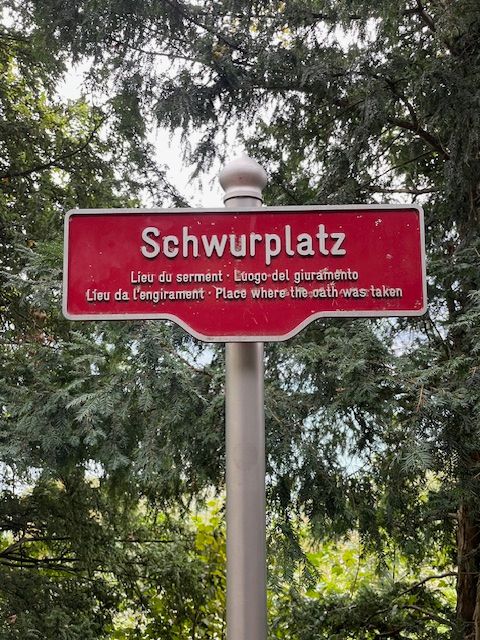 Schwurplatz
Lieu du serment · Luogo del giuramento
Lieu da l'engirament · Place where the oath was taken